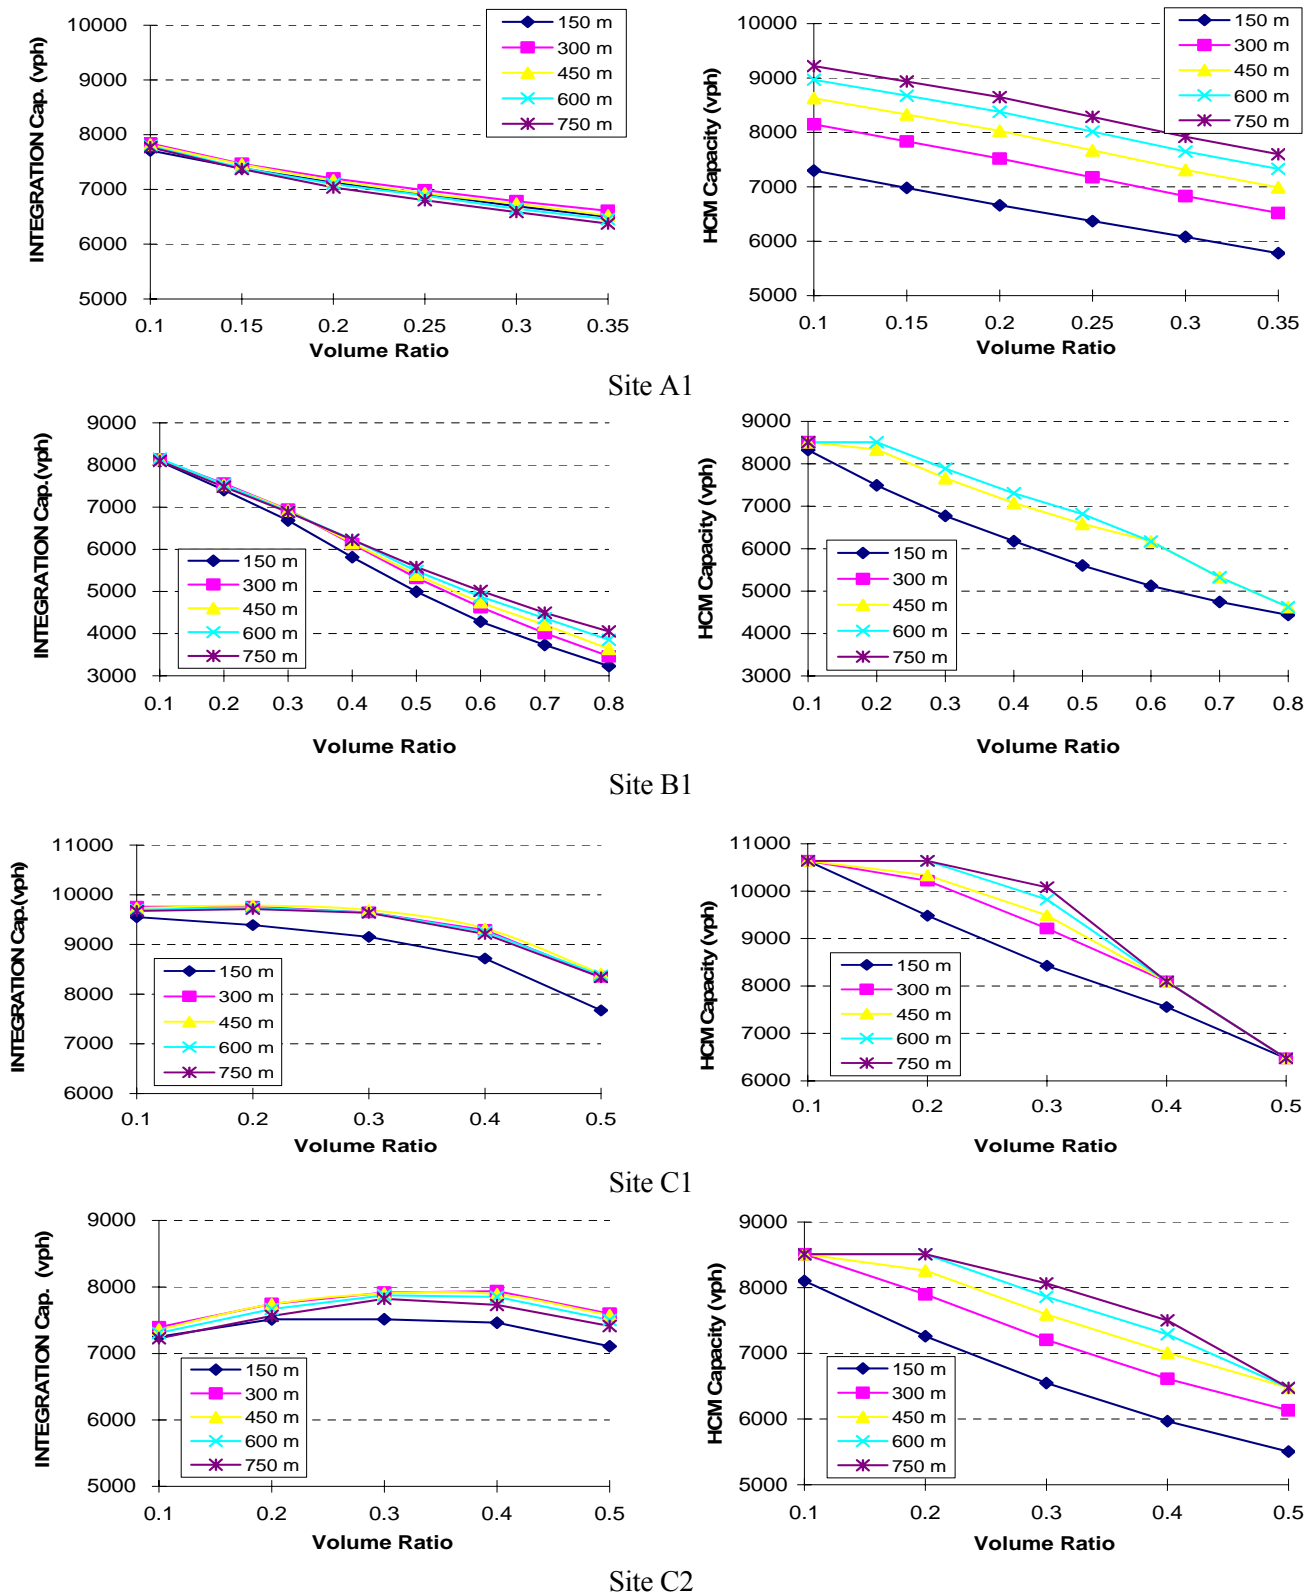 10000
9000
8000
7000
6000
5000
INTEGRATION Cap. (vph)
0.1 0.15 0.2 0.25 0.3 0.35
Volume Ratio
150 m
300 m
450 m
600 m
750 m
10000
9000
8000
7000
6000
5000
HCM Capacity (vph)
0.1 0.15 0.2 0.25 0.3 0.35
Volume Ratio
150 m
300 m
450 m
600 m
750 m
Site A1
9000
8000
7000
6000
5000
4000
3000
INTEGRATION Cap.(vph)
0.1 0.2 0.3 0.4 0.5 0.6 0.7 0.8
Volume Ratio
150 m
300 m
450 m
600 m
750 m
9000
8000
7000
6000
5000
4000
3000
HCM Capacity (vph)
0.1 0.2 0.3 0.4 0.5 0.6 0.7 0.8
Volume Ratio
150 m
300 m
450 m
600 m
750 m
Site B1
11000
10000
9000
8000
7000
6000
INTEGRATION Cap.(vph)
0.1 0.2 0.3 0.4 0.5
Volume Ratio
150 m
300 m
450 m
600 m
750 m
11000
10000
9000
8000
7000
6000
HCM Capacity (vph)
0.1 0.2 0.3 0.4 0.5
Volume Ratio
150 m
300 m
450 m
600 m
750 m
Site C1
9000
8000
7000
6000
5000
INTEGRATION Cap. (vph)
0.1 0.2 0.3 0.4 0.5
Volume Ratio
150 m
300 m
450 m
600 m
750 m
9000
8000
7000
6000
5000
HCM Capacity (vph)
0.1 0.2 0.3 0.4 0.5
Volume Ratio
150 m
300 m
450 m
600 m
750 m
Site C2